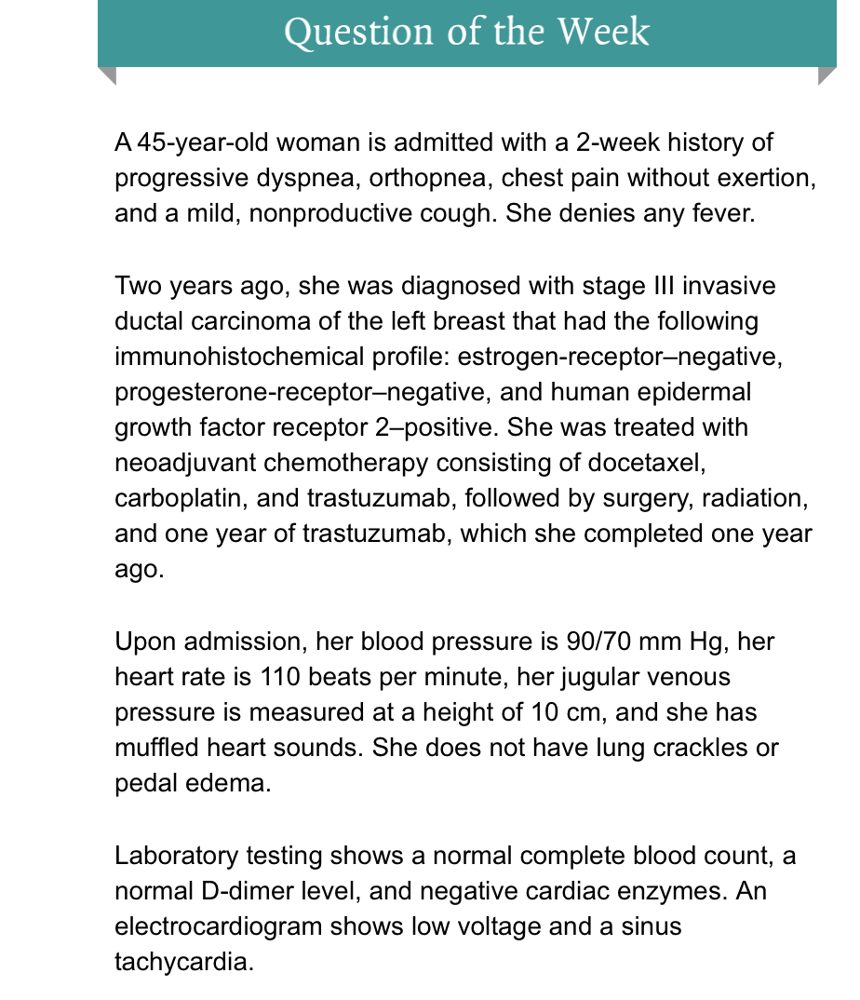 Question of the Week
A 45-year-old woman is admitted with a 2-week history of
progressive dyspnea, orthopnea, chest pain without exertion,
and a mild, nonproductive cough. She denies any fever.
Two years ago, she was diagnosed with stage III invasive
ductal carcinoma of the left breast that had the following
immunohistochemical profile: estrogen-receptor–negative,
progesterone-receptor–negative, and human epidermal
growth factor receptor 2–positive. She was treated with
neoadjuvant chemotherapy consisting of docetaxel,
carboplatin, and trastuzumab, followed by surgery, radiation,
and one year of trastuzumab, which she completed one year
ago.
Upon admission, her blood pressure is 90/70 mm Hg, her
heart rate is 110 beats per minute, her jugular venous
pressure is measured at a height of 10 cm, and she has
muffled heart sounds. She does not have lung crackles or
pedal edema.
Laboratory testing shows a normal complete blood count, a
normal D-dimer level, and negative cardiac enzymes. An
electrocardiogram shows low voltage and a sinus
tachycardia.